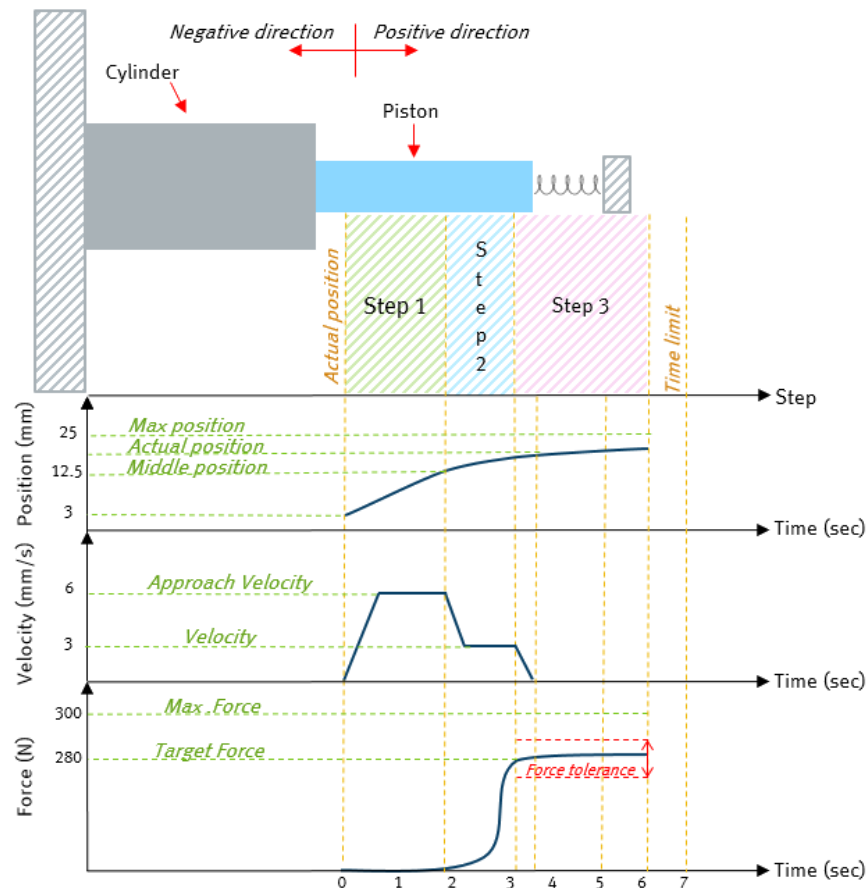 Negative direction
Positive direction
Cylinder
Piston
Actual position
Step 1
Step2
Step 3
Time limit
Step
Position (mm)
25
Max position
Actual position
12.5
Middle position
3
Time (sec)
Velocity (mm/s)
6
Approach Velocity
3
Velocity
Time (sec)
Force (N)
300
Max .Force
280
Target Force
Force tolerance
Time (sec)
0 1 2 3 4 5 6 7